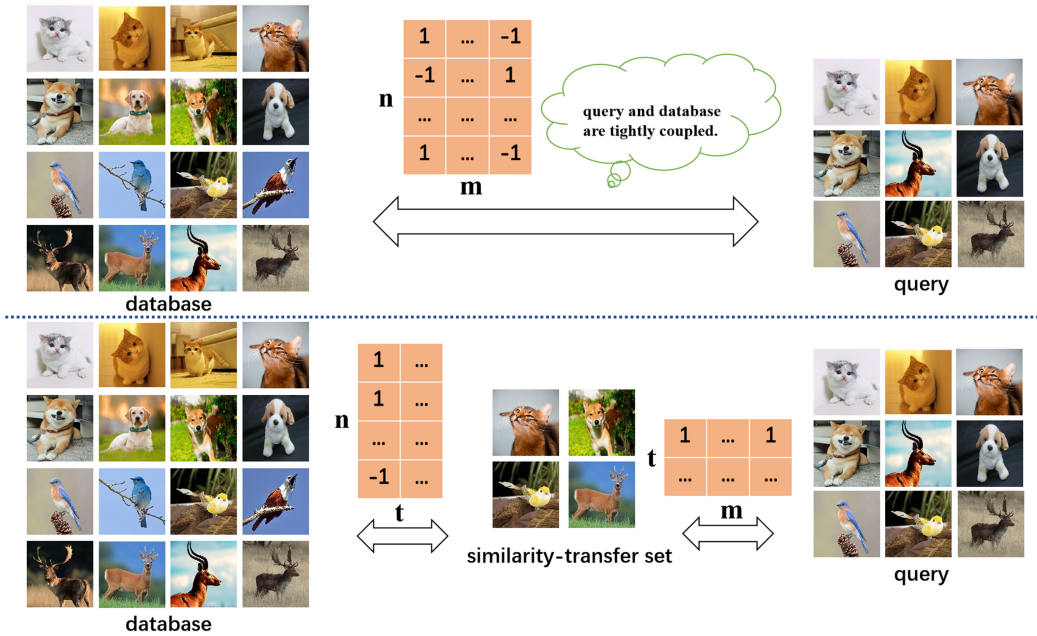 1 ... -1
-1 ... 1
... ... ...
1 ... -1
n
m
query and database
are tightly coupled.
database
query
1 ...
1 ...
... ...
-1 ...
n
t
similarity-transfer set
1 ... 1
... ... ...
t
m
database
query